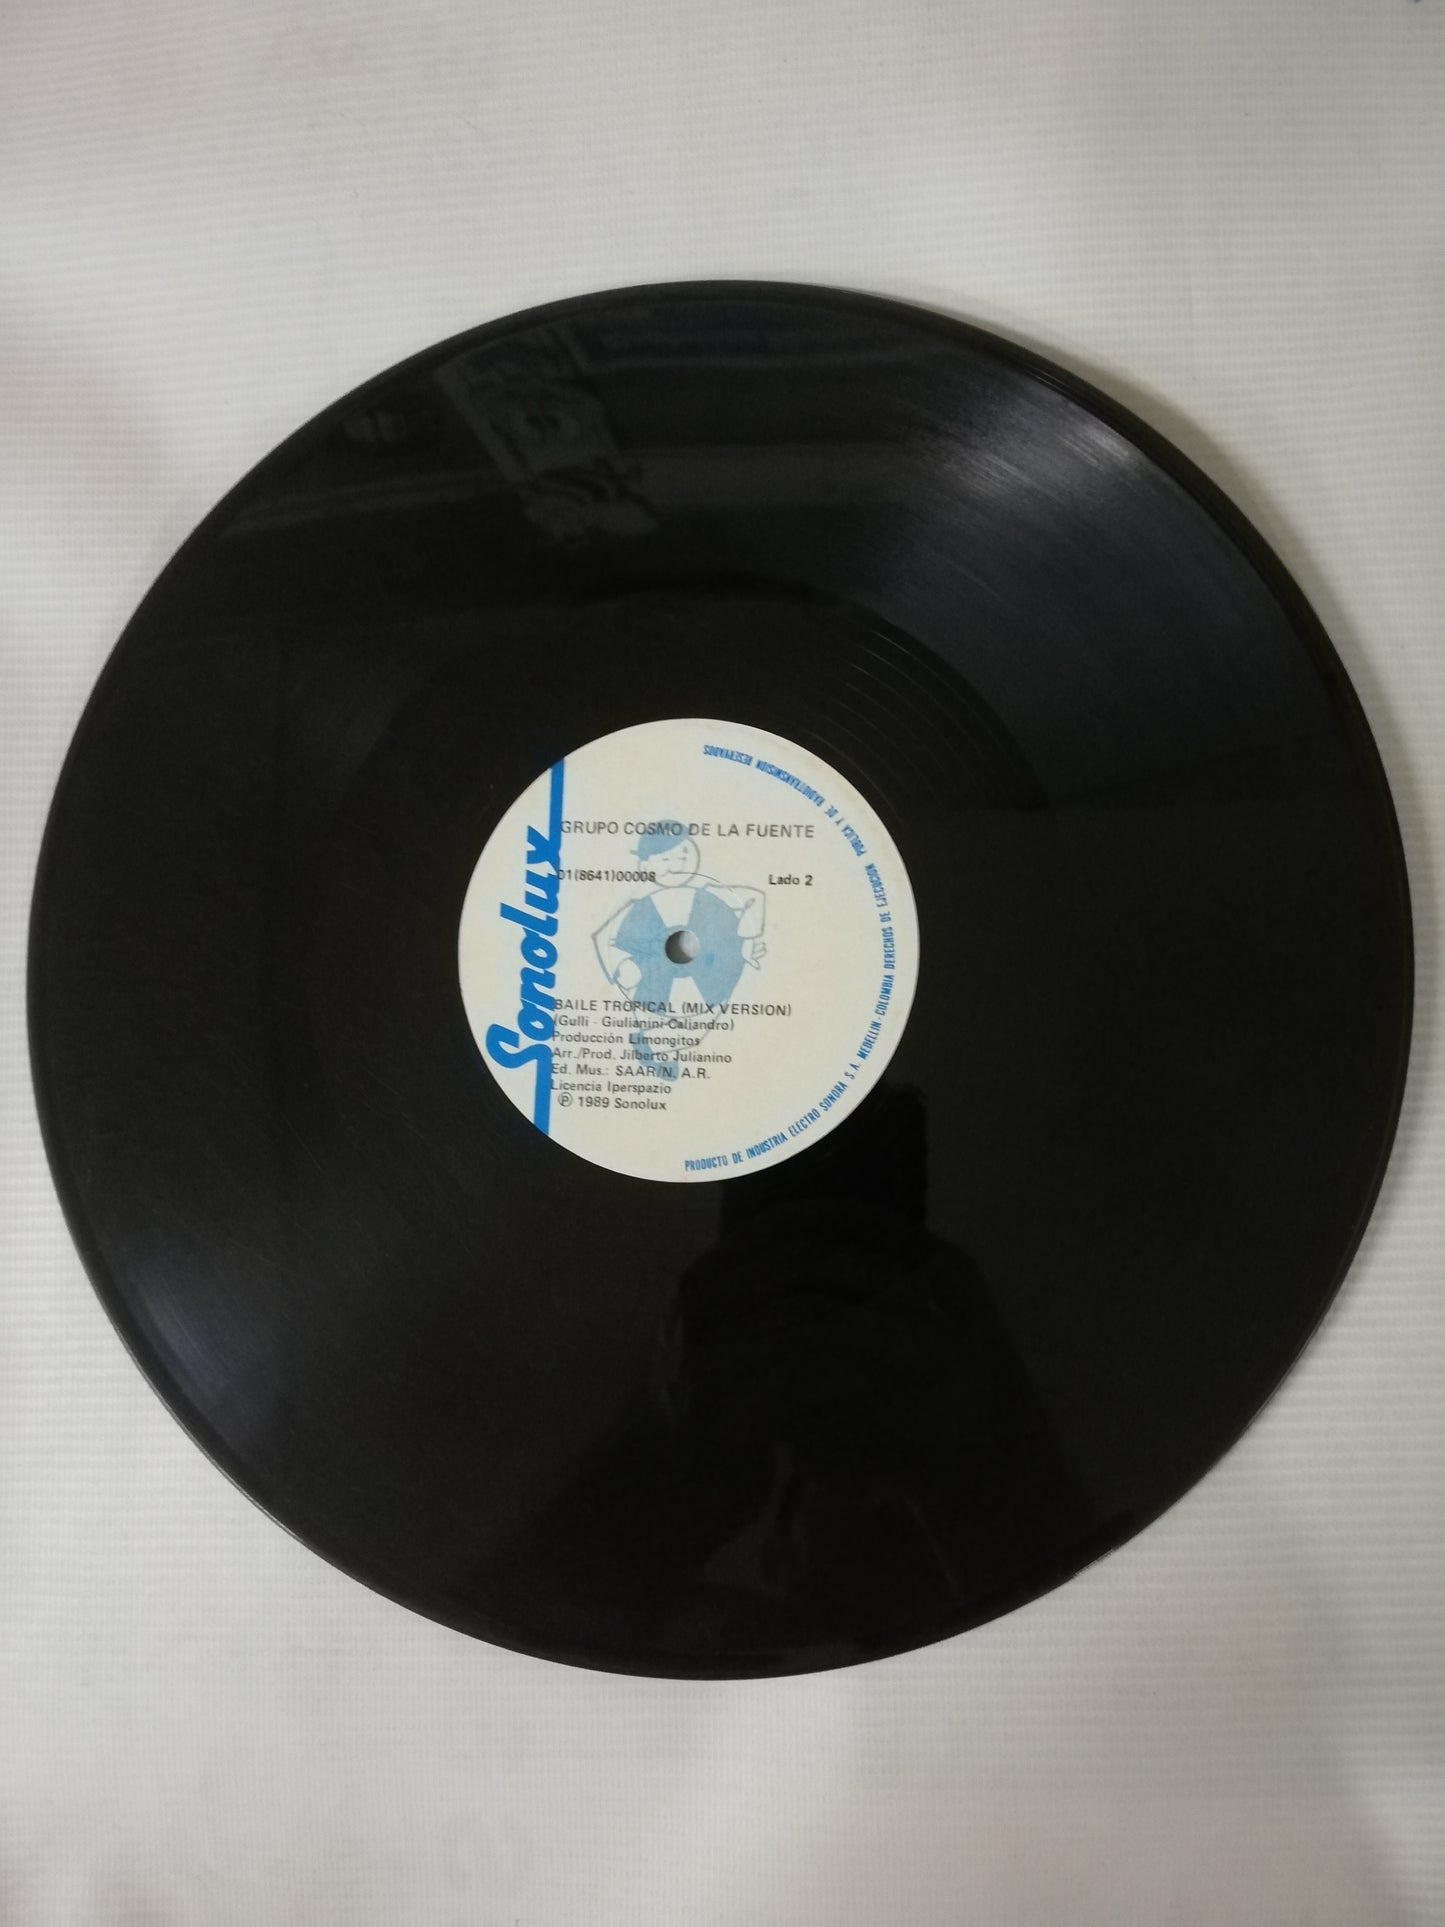 Sonolux
GRUPO COSMO DE LA FUENTE
01(8641)00008 Lado 2
BAILE TROPICAL (MIX VERSION)
(Gulli - Giulianini-Caliandro)
Producción Limongitos
Arr./Prod. Jilberto Julianino
Ed. Mus.: SAAR/N. A.R.
Licencia Iperspazio
Ⓟ 1989 Sonolux
PRODUCTO DE INDUSTRIA ELECTRO SONORA S.A. MEDELLIN-COLOMBIA DERECHOS DE EJECUCION PUBLICA Y DE RADIOTRANSMISION RESERVADOS